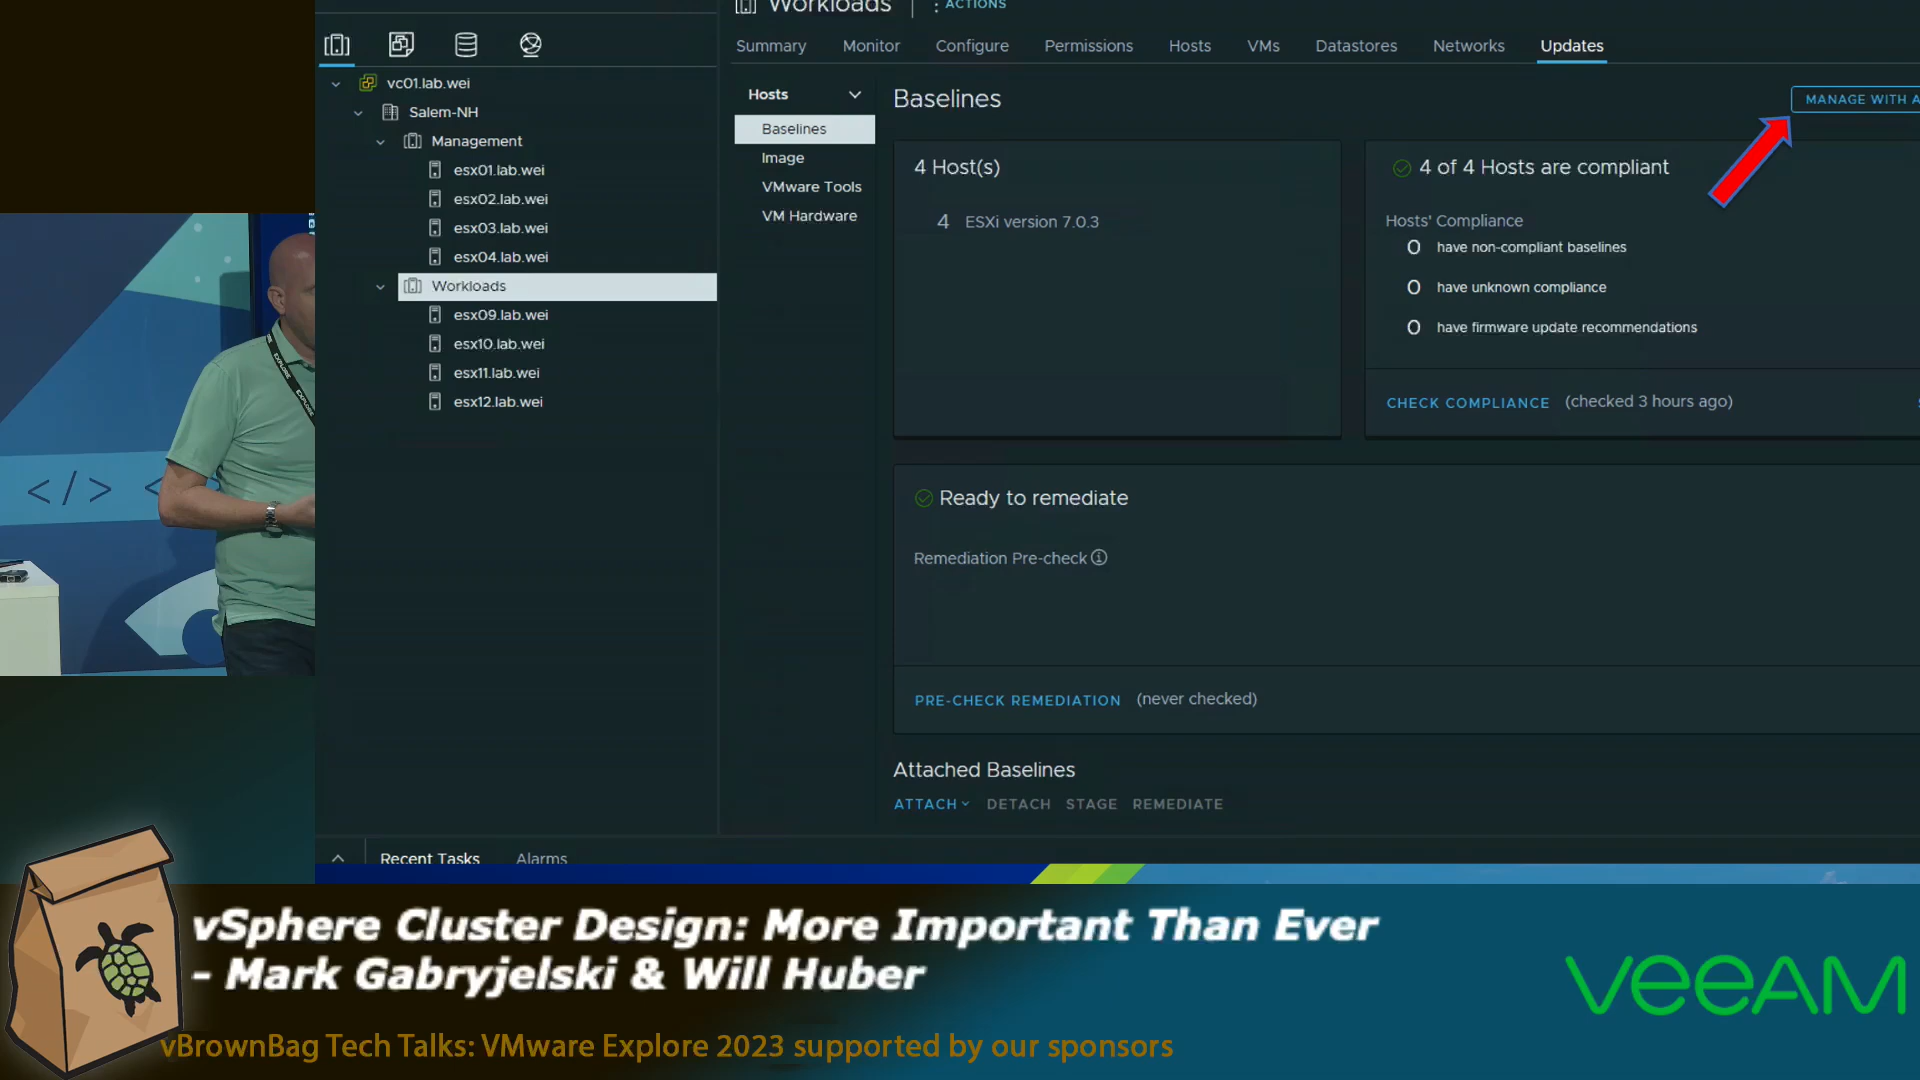 Workloads
ACTIONS
Summary Monitor Configure Permissions Hosts VMs Datastores Networks Updates
vc01.lab.wei
Salem-NH
Management
esx01.lab.wei
esx02.lab.wei
esx03.lab.wei
esx04.lab.wei
Workloads
esx09.lab.wei
esx10.lab.wei
esx11.lab.wei
esx12.lab.wei
Hosts
Baselines
Image
VMware Tools
VM Hardware
Baselines
MANAGE WITH A
4 Host(s)
4 ESXi version 7.0.3
4 of 4 Hosts are compliant
Hosts' Compliance
0 have non-compliant baselines
0 have unknown compliance
0 have firmware update recommendations
CHECK COMPLIANCE (checked 3 hours ago)
Ready to remediate
Remediation Pre-check
PRE-CHECK REMEDIATION (never checked)
Attached Baselines
ATTACH DETACH STAGE REMEDIATE
Recent Tasks Alarms
</>
EXPLORE
EXPLORE
vSphere Cluster Design: More Important Than Ever
- Mark Gabryjelski & Will Huber
veeAM
vBrownBag Tech Talks: VMware Explore 2023 supported by our sponsors